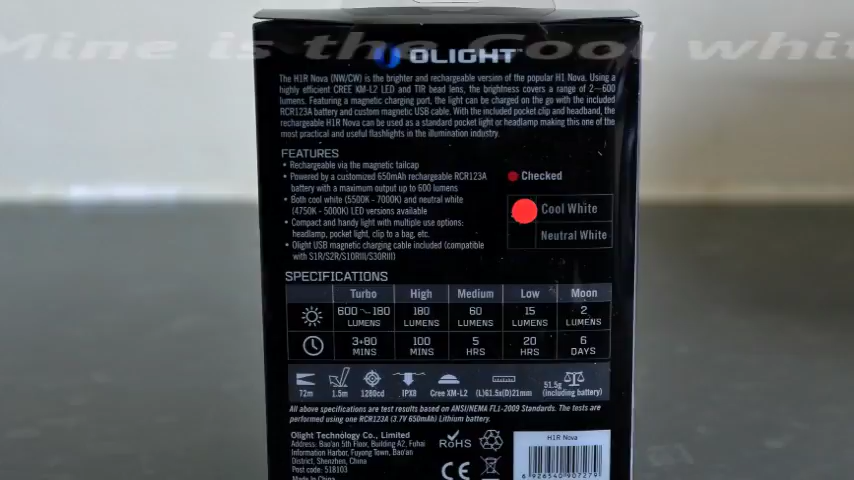 Mine is the Cool whit
OLIGHT
The H1R Nova (NW/CW) is the brighter and rechargeable version of the popular H1 Nova. Using a
highly efficient CREE XM-L2 LED and TIR bead lens, the brightness covers a range of 2~600
lumens. Featuring a magnetic charging port, the light can be charged on the go with the included
RCR123A battery and custom magnetic USB cable. With the included pocket clip and headband, the
rechargeable H1R Nova can be used as a standard pocket light or headlamp making this one of the
most practical and useful flashlights in the illumination industry.
FEATURES
• Rechargeable via the magnetic tailcap
• Powered by a customized 650mAh rechargeable RCR123A
battery with a maximum output up to 600 lumens
• Both cool white (5500K - 7000K) and neutral white
(4750K - 5000K) LED versions available
• Compact and handy light with multiple use options:
headlamp, pocket light, clip to a bag, etc.
• Olight USB magnetic charging cable included (compatible
with S1R/S2R/S10RIII/S30RIII)
Checked
Cool White
Neutral White
SPECIFICATIONS
Turbo High Medium Low Moon
600~180 LUMENS 180 LUMENS 60 LUMENS 15 LUMENS 2 LUMENS
3+80 MINS 100 MINS 5 HRS 20 HRS 6 DAYS
72m 1.5m 1280cd IPX8 Cree XM-L2 (L)61.5x(D)21mm 51.5g (including battery)
All above specifications are test results based on ANSI/NEMA FL1-2009 Standards. The tests are
performed using one RCR123A (3.7V 650mAh) Lithium battery.
Olight Technology Co., Limited
Address: Bao'an 5th Floor, Building A2, Fuhai
Information Harbor, Fuyong Town, Bao'an
District, Shenzhen, China
Post code: 518103
Made in China
RoHS
CE
H1R Nova
6 926540 907279